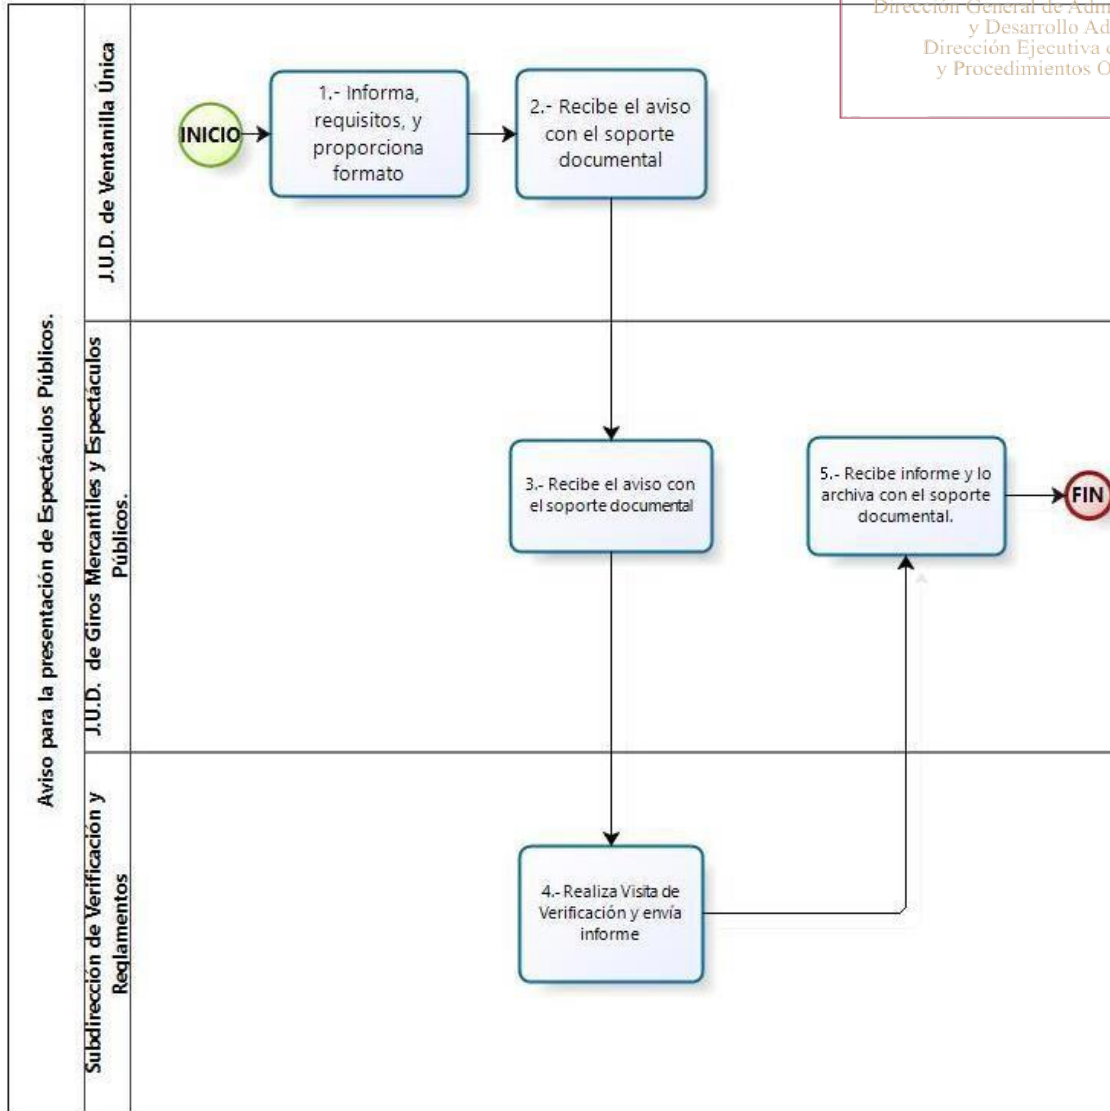 Dirección General de Adm
y Desarrollo Ad
Dirección Ejecutiva
y Procedimientos O
Aviso para la presentación de Espectáculos Públicos.
J.U.D. de Ventanilla Única
INICIO
1.- Informa,
requisitos, y
proporciona
formato
2.- Recibe el aviso
con el soporte
documental
J.U.D. de Giros Mercantiles y Espectáculos
Públicos.
3.- Recibe el aviso con
el soporte documental
5.- Recibe informe y lo
archiva con el soporte
documental.
FIN
Subdirección de Verificación y
Reglamentos
4.- Realiza Visita de
Verificación y envía
informe